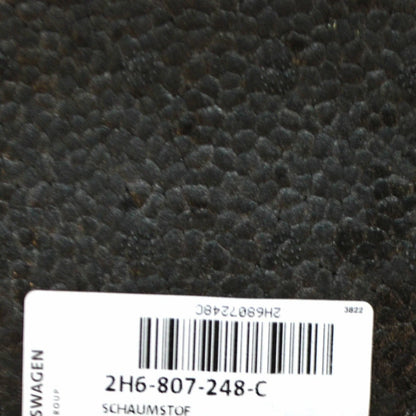 2H6807248C
3822
2H6-807-248-C
SCHAUMSTOF
SWAGEN
ROUP